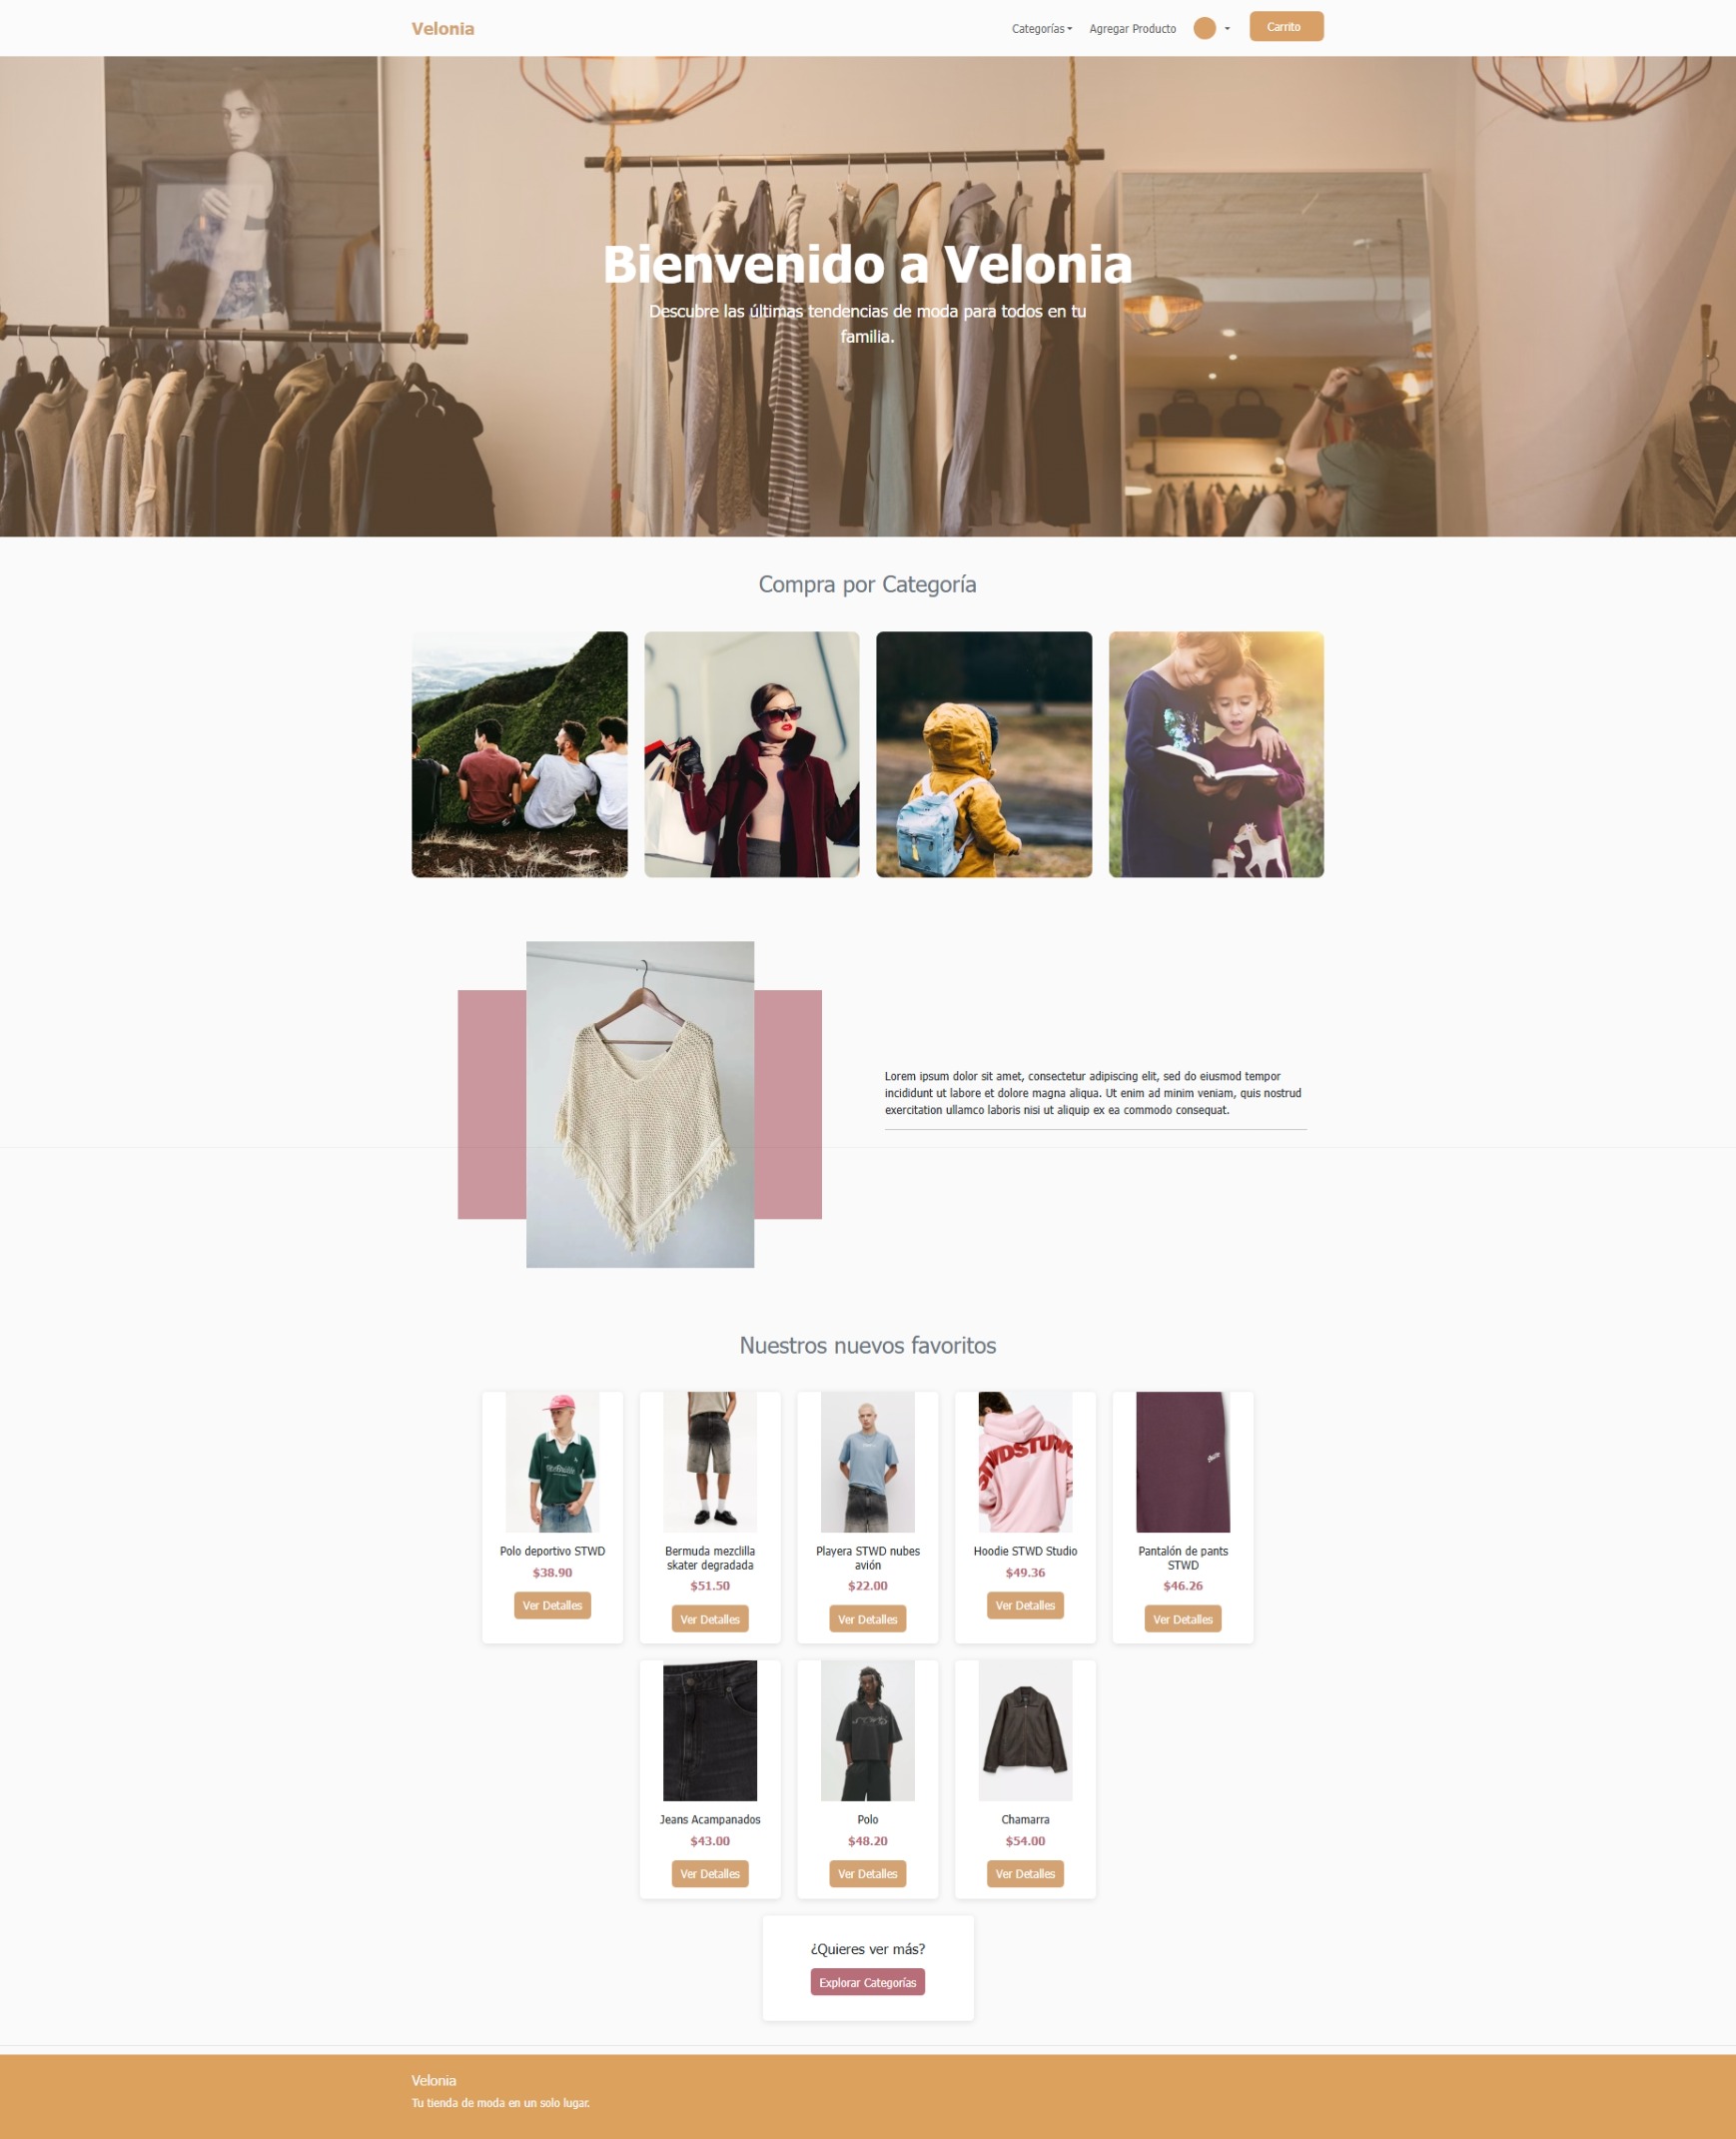 Velonia
Categorías
Agregar Producto
Carrito
Bienvenido a Velonia
Descubre las últimas tendencias de moda para todos en tu
familia.
Compra por Categoría
Lorem ipsum dolor sit amet, consectetur adipiscing elit, sed do eiusmod tempor
incididunt ut labore et dolore magna aliqua. Ut enim ad minim veniam, quis nostrud
exercitation ullamco laboris nisi ut aliquip ex ea commodo consequat.
Nuestros nuevos favoritos
Polo deportivo STWD
$38.90
Ver Detalles
Bermuda mezclilla
skater degradada
$51.50
Ver Detalles
Playera STWD nubes
avión
$22.00
Ver Detalles
Hoodie STWD Studio
$49.36
Ver Detalles
Pantalón de pants
STWD
$46.26
Ver Detalles
Jeans Acampanados
$43.00
Ver Detalles
Polo
$48.20
Ver Detalles
Chamarra
$54.00
Ver Detalles
¿Quieres ver más?
Explorar Categorías
Velonia
Tu tienda de moda en un solo lugar.